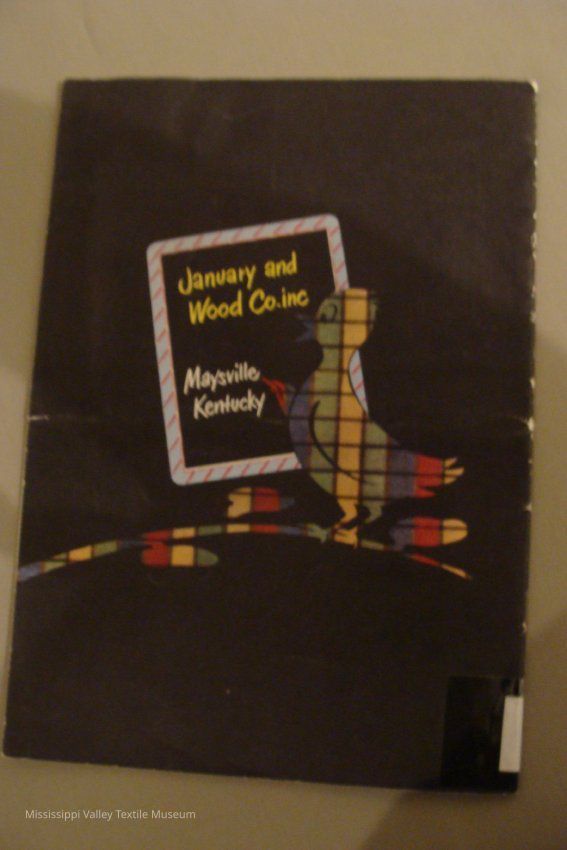 January and
Wood Co.inc
Maysville
Kentucky
Mississippi Valley Textile Museum